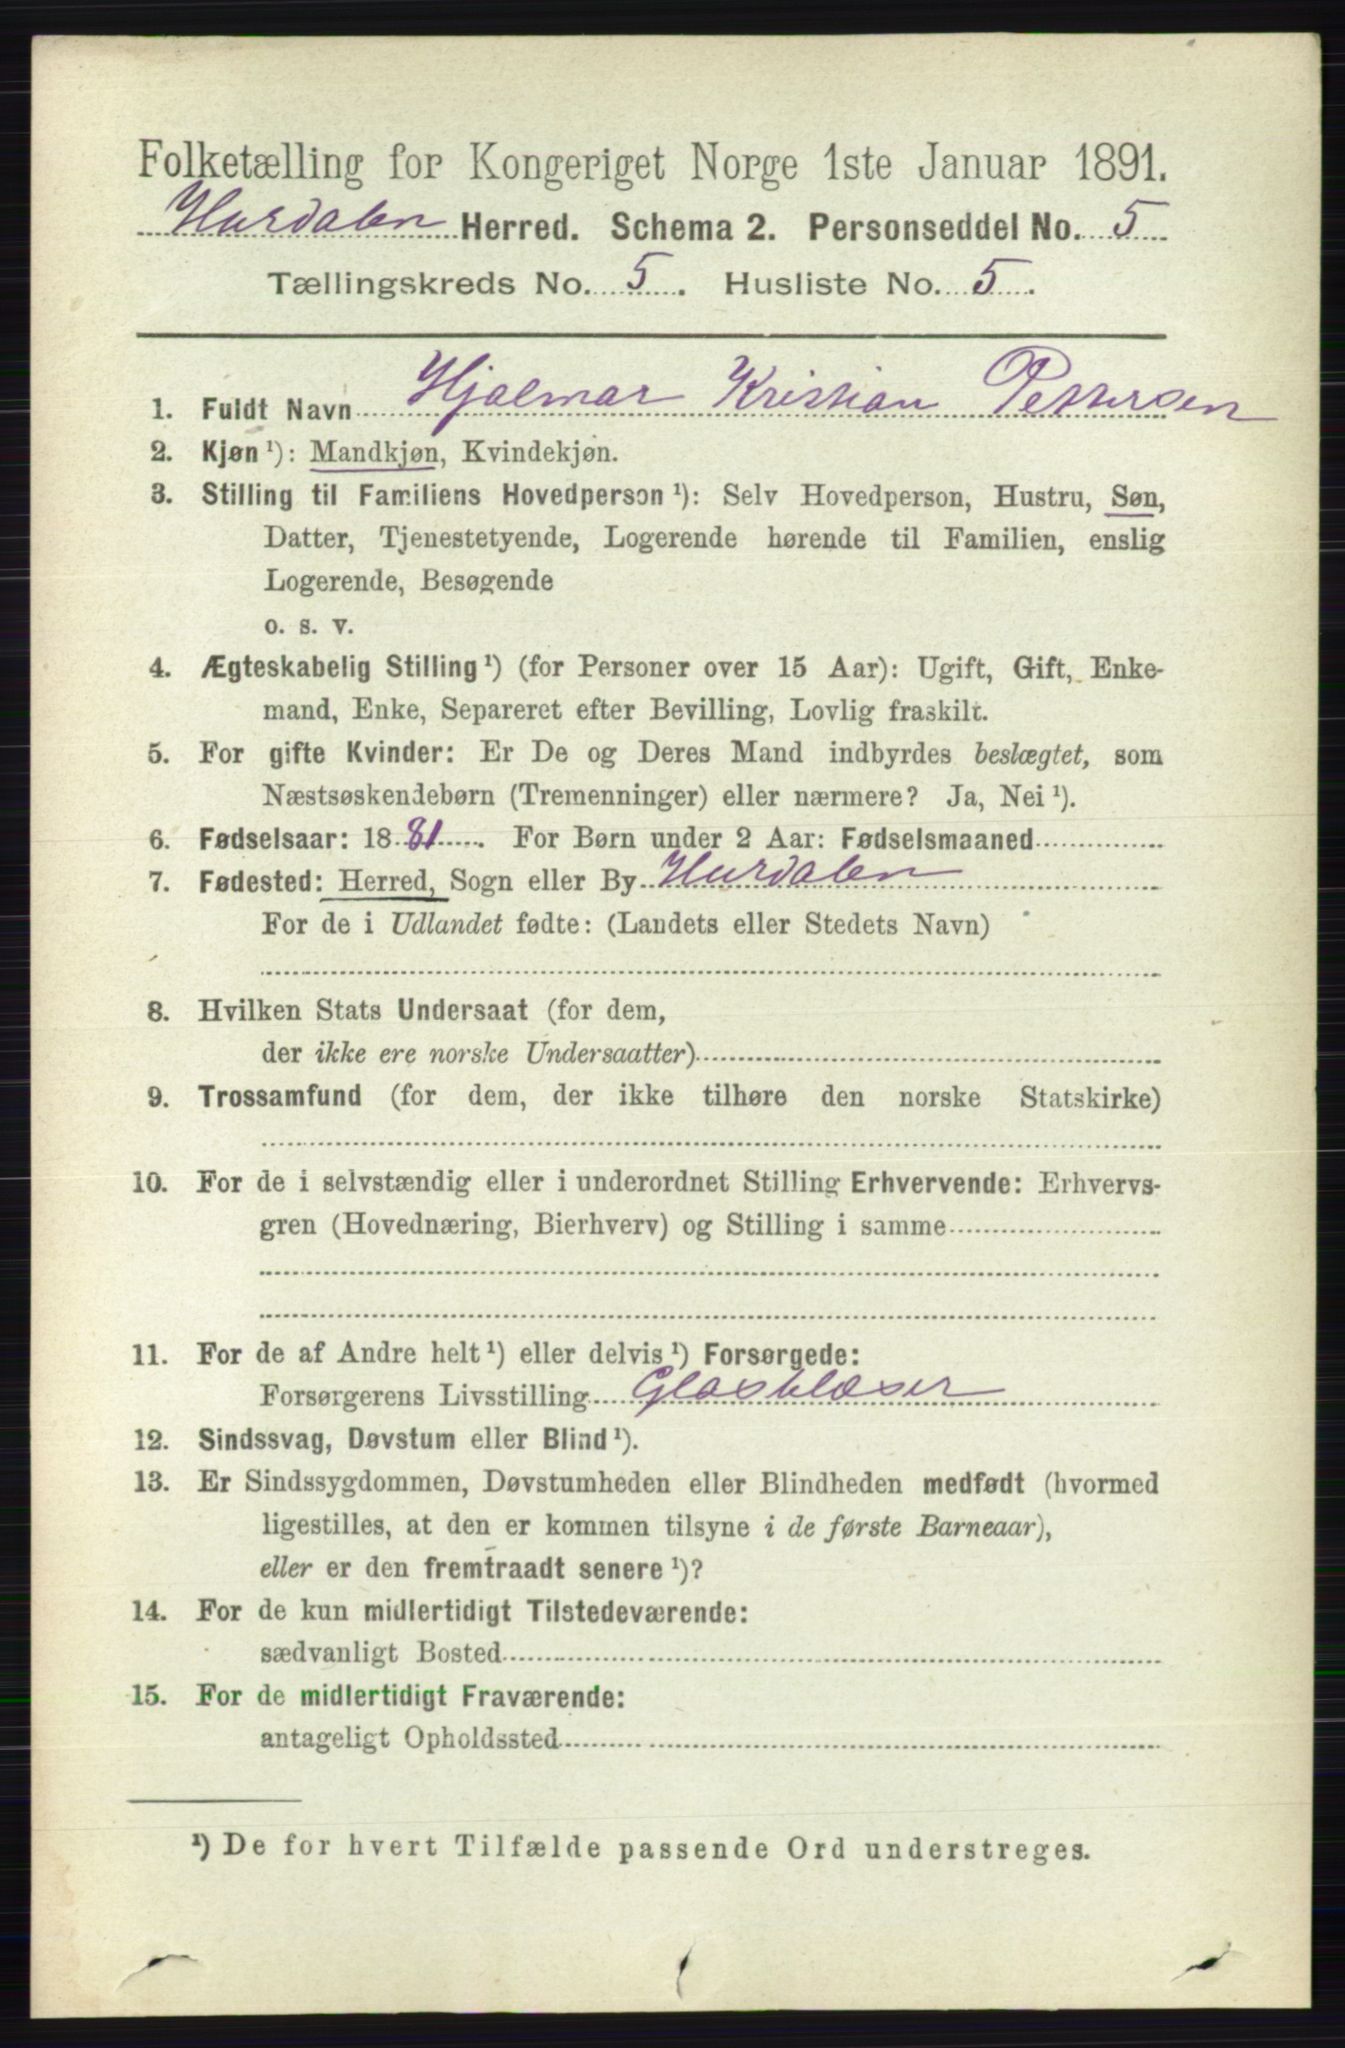 Folketælling for Kongeriget Norge 1ste Januar 1891.
Hurdalen Herred. Schema 2. Personseddel No. 5
Tællingskreds No. 5. Husliste No. 5.
1. Fuldt Navn Hjalmar Kristian Pettersen
2. Kjøn¹): Mandkjøn, Kvindekjøn.
3. Stilling til Familiens Hovedperson¹): Selv Hovedperson, Hustru, Søn,
Datter, Tjenestetyende, Logerende hørende til Familien, enslig
Logerende, Besøgende
o. s. v.
4. Ægteskabelig Stilling¹) (for Personer over 15 Aar): Ugift, Gift, Enke-
mand, Enke, Separeret efter Bevilling, Lovlig fraskilt.
5. For gifte Kvinder: Er De og Deres Mand indbyrdes beslægtet, som
Næstsøskendebørn (Tremenninger) eller nærmere? Ja, Nei¹).
6. Fødselsaar: 1881. For Børn under 2 Aar: Fødselsmaaned
7. Fødested: Herred, Sogn eller By Hurdalen
For de i Udlandet fødte: (Landets eller Stedets Navn)
8. Hvilken Stats Undersaat (for dem,
der ikke ere norske Undersaatter)
9. Trossamfund (for dem, der ikke tilhøre den norske Statskirke)
10. For de i selvstændig eller i underordnet Stilling Erhvervende: Erhvervs-
gren (Hovednæring, Bierhverv) og Stilling i samme
11. For de af Andre helt¹) eller delvis¹) Forsørgede:
Forsørgerens Livsstilling Glasblæser
12. Sindssvag, Døvstum eller Blind¹).
13. Er Sindssygdommen, Døvstumheden eller Blindheden medfødt (hvormed
ligestilles, at den er kommen tilsyne i de første Barneaar),
eller er den fremtraadt senere¹)?
14. For de kun midlertidigt Tilstedeværende:
sædvanligt Bosted
15. For de midlertidigt Fraværende:
antageligt Opholdssted
¹) De for hvert Tilfælde passende Ord understreges.